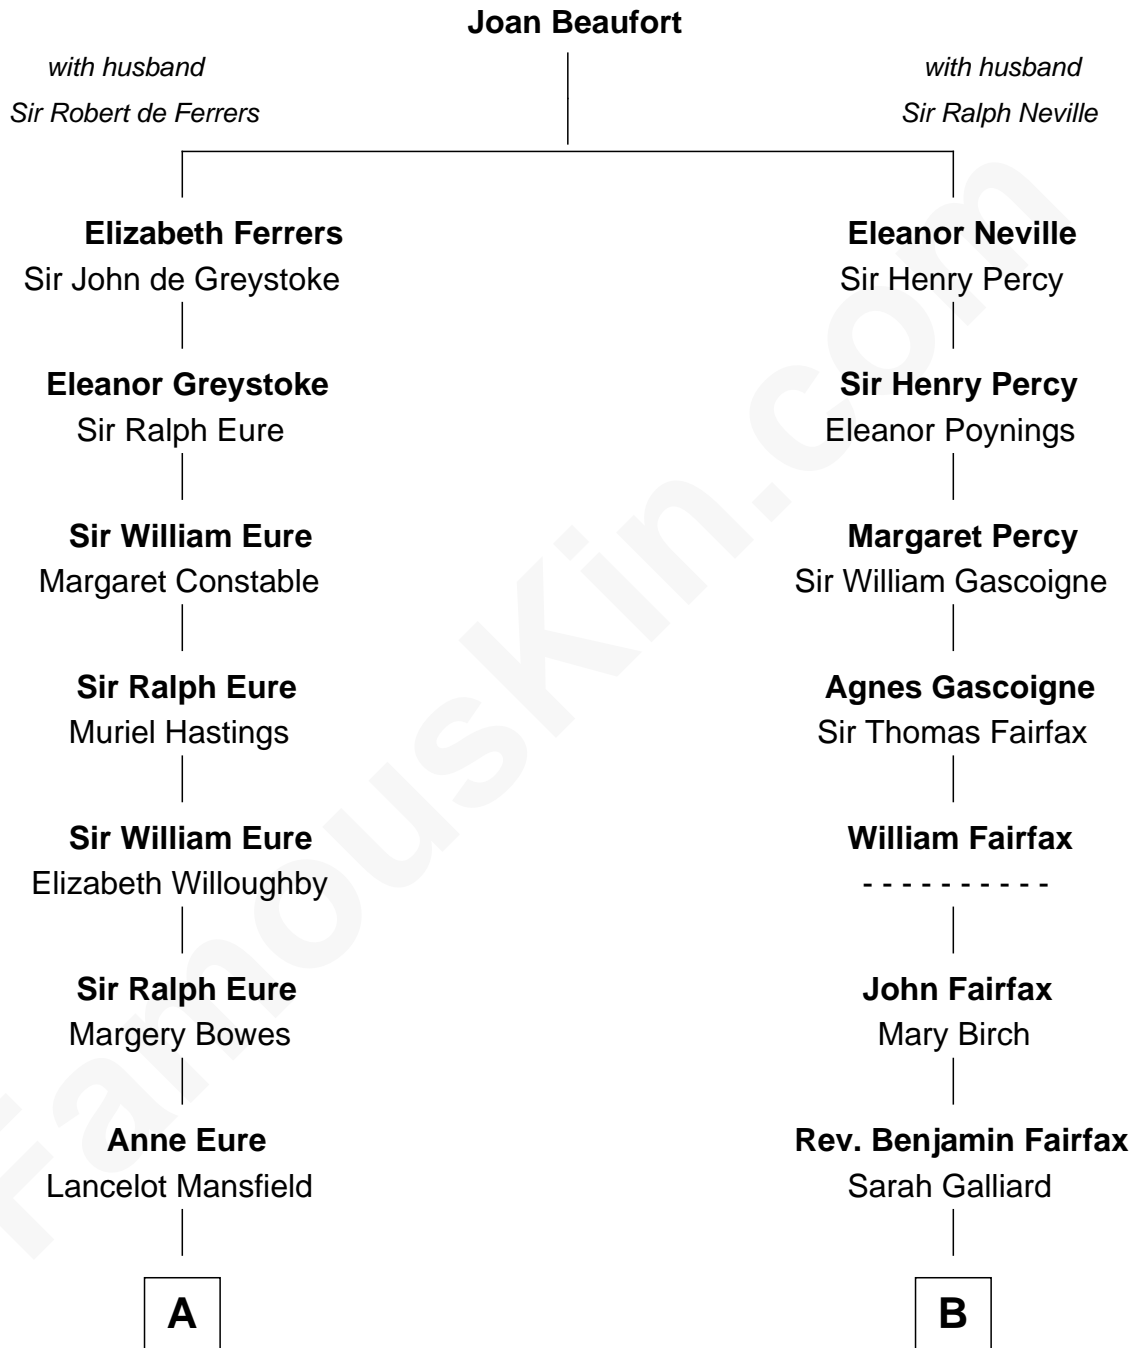 Joan Beaufort
with husband
Sir Robert de Ferrers
with husband
Sir Ralph Neville
Elizabeth Ferrers
Sir John de Greystoke
Eleanor Neville
Sir Henry Percy
Eleanor Greystoke
Sir Ralph Eure
Sir Henry Percy
Eleanor Poynings
Sir William Eure
Margaret Constable
Margaret Percy
Sir William Gascoigne
Sir Ralph Eure
Muriel Hastings
Agnes Gascoigne
Sir Thomas Fairfax
Sir William Eure
Elizabeth Willoughby
William Fairfax
- - - - - - - - - -
Sir Ralph Eure
Margery Bowes
John Fairfax
Mary Birch
Anne Eure
Lancelot Mansfield
Rev. Benjamin Fairfax
Sarah Galliard
A
B
FamousKin.com